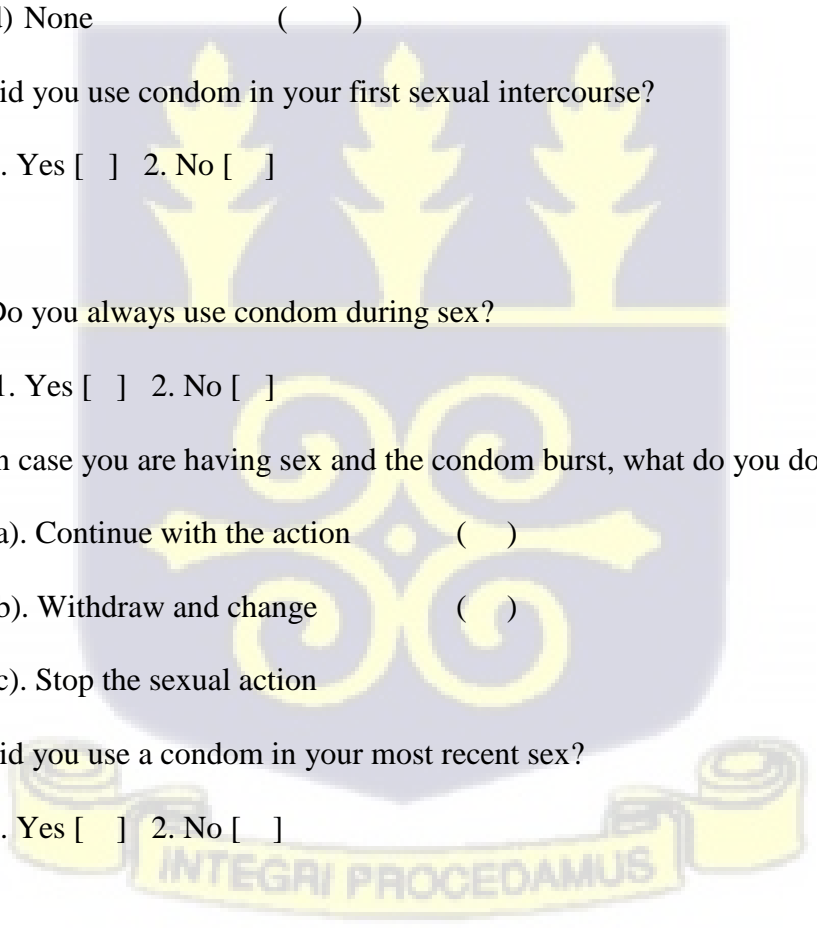 ) None ( )
id you use condom in your first sexual intercourse?
. Yes [ ] 2. No [ ]
Do you always use condom during sex?
1. Yes [ ] 2. No [ ]
n case you are having sex and the condom burst, what do you do
a). Continue with the action ( )
b). Withdraw and change ( )
c). Stop the sexual action
id you use a condom in your most recent sex?
. Yes [ ] 2. No [ ]
INTEGRI PROCEDAMUS